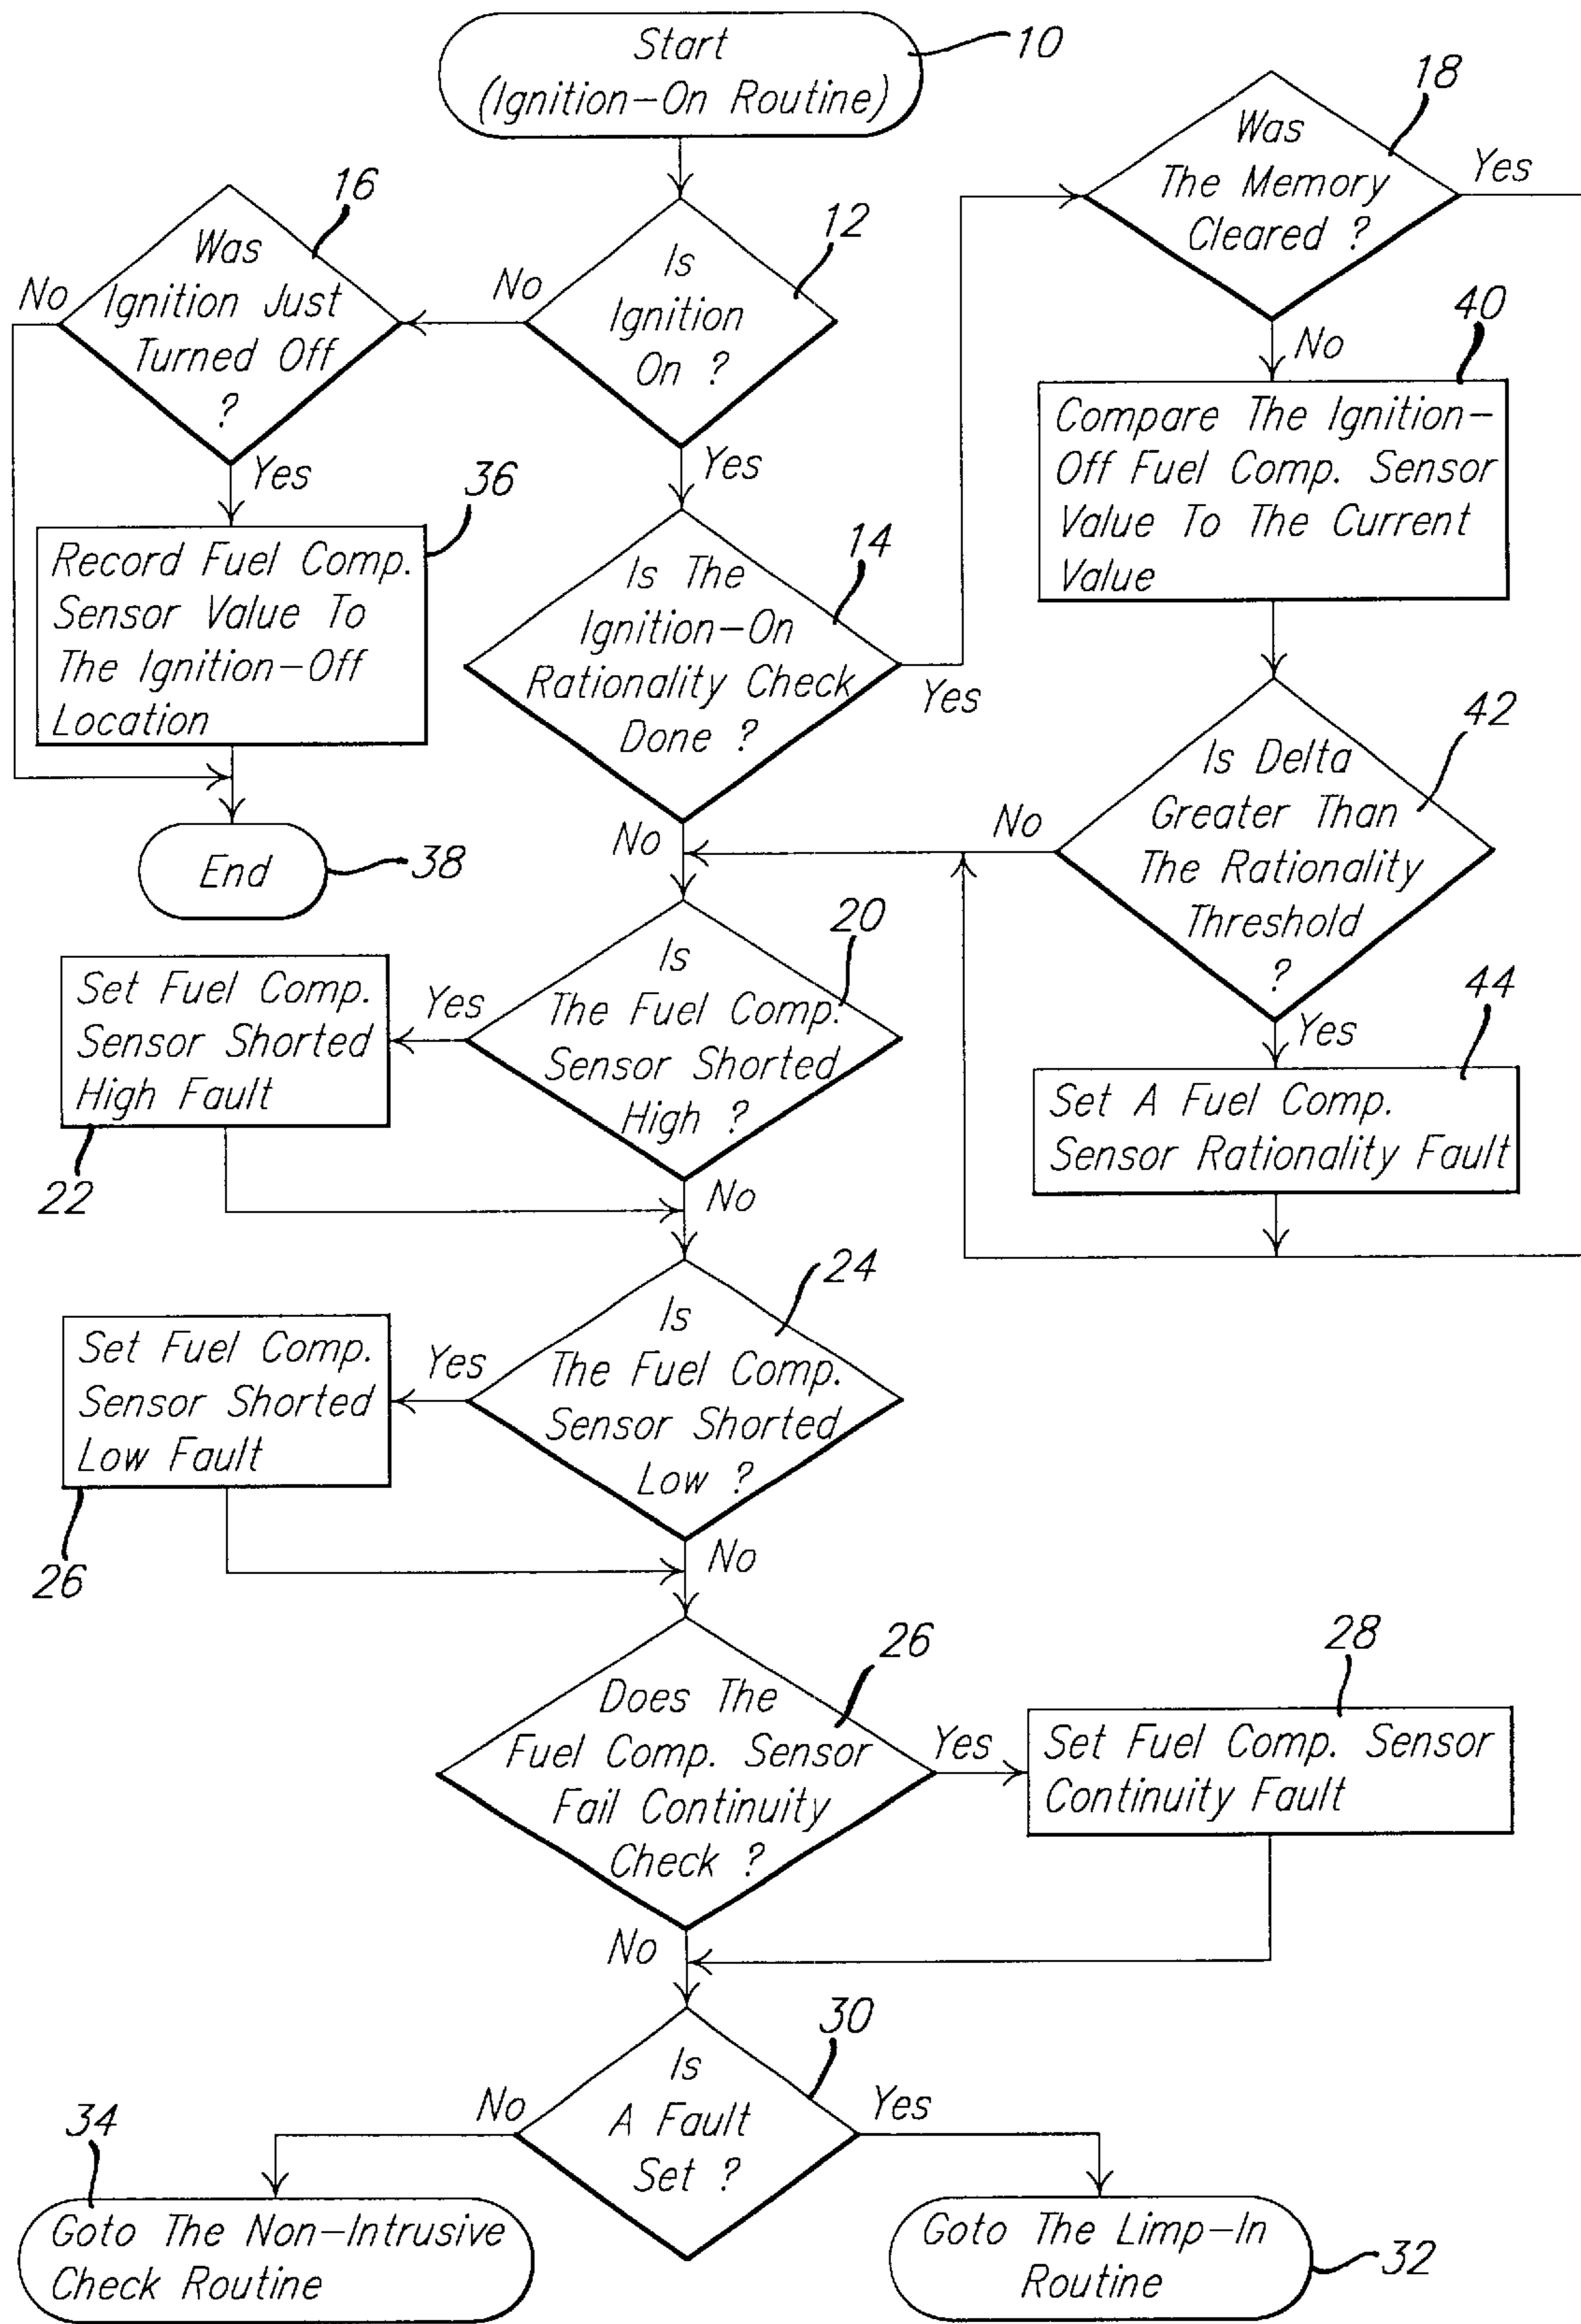 Start
(Ignition-On Routine)
10
12
Is
Ignition
On ?
No
Yes
16
Was
Ignition Just
Turned Off
?
No
Yes
36
Record Fuel Comp.
Sensor Value To
The Ignition-Off
Location
End
38
14
Is The
Ignition-On
Rationality Check
Done ?
Yes
No
18
Was
The Memory
Cleared ?
Yes
No
40
Compare The Ignition-
Off Fuel Comp. Sensor
Value To The Current
Value
42
Is Delta
Greater Than
The Rationality
Threshold
?
No
Yes
44
Set A Fuel Comp.
Sensor Rationality Fault
20
Is
The Fuel Comp.
Sensor Shorted
High ?
Yes
No
Set Fuel Comp.
Sensor Shorted
High Fault
22
24
Is
The Fuel Comp.
Sensor Shorted
Low ?
Yes
No
Set Fuel Comp.
Sensor Shorted
Low Fault
26
26
Does The
Fuel Comp. Sensor
Fail Continuity
Check ?
Yes
No
28
Set Fuel Comp. Sensor
Continuity Fault
30
Is
A Fault
Set ?
No
Yes
34
Goto The Non-Intrusive
Check Routine
Goto The Limp-In
Routine
32